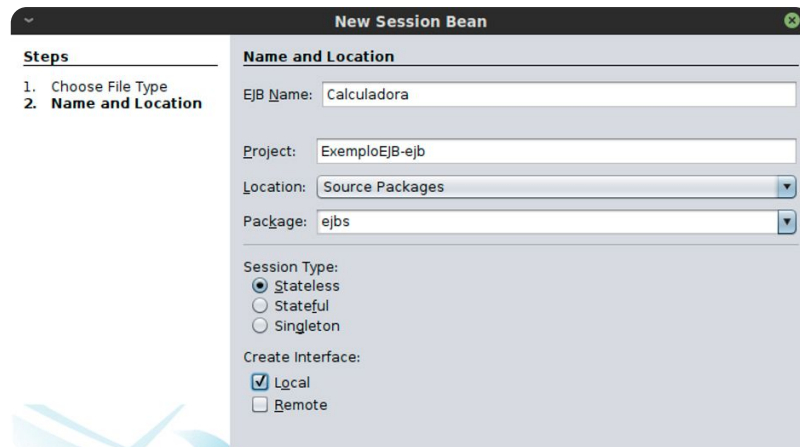 New Session Bean
Steps
1. Choose File Type
2. Name and Location
Name and Location
EJB Name: Calculadora
Project: ExemploEJB-ejb
Location: Source Packages
Package: ejbs
Session Type:
Stateless
Stateful
Singleton
Create Interface:
Local
Remote